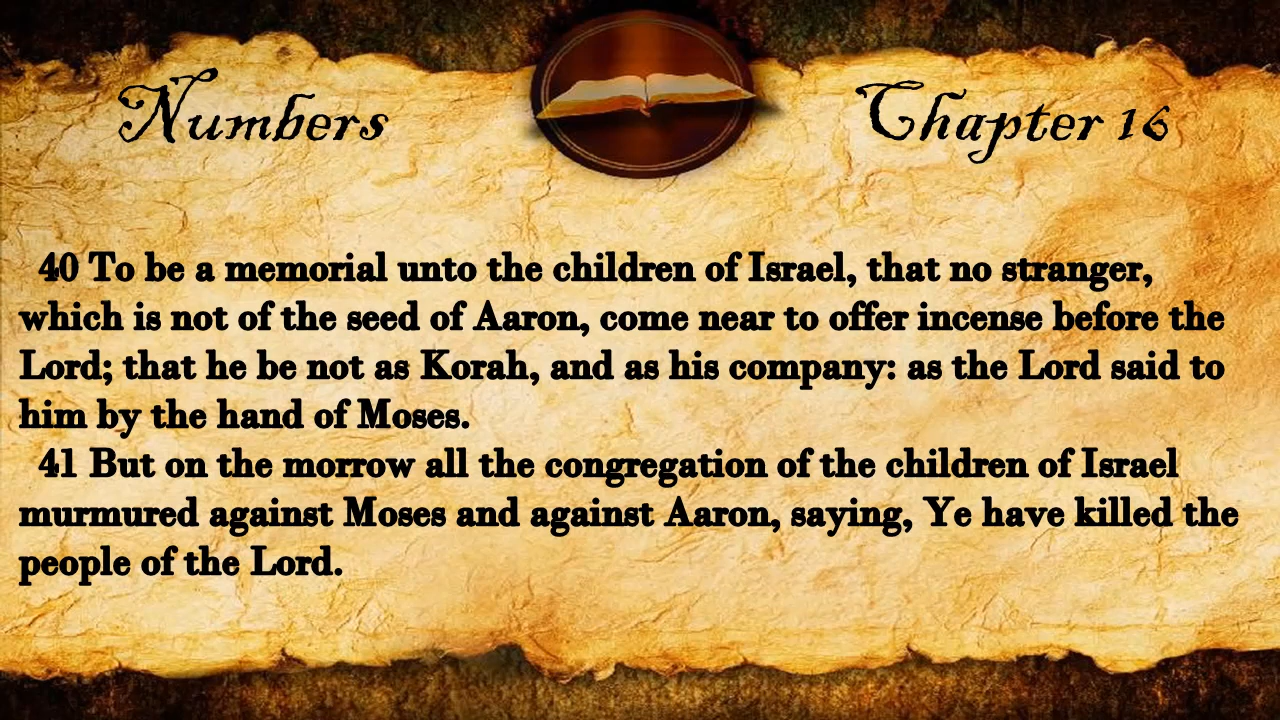 Numbers Chapter 16
40 To be a memorial unto the children of Israel, that no stranger,
which is not of the seed of Aaron, come near to offer incense before the
Lord; that he be not as Korah, and as his company: as the Lord said to
him by the hand of Moses.
41 But on the morrow all the congregation of the children of Israel
murmured against Moses and against Aaron, saying, Ye have killed the
people of the Lord.